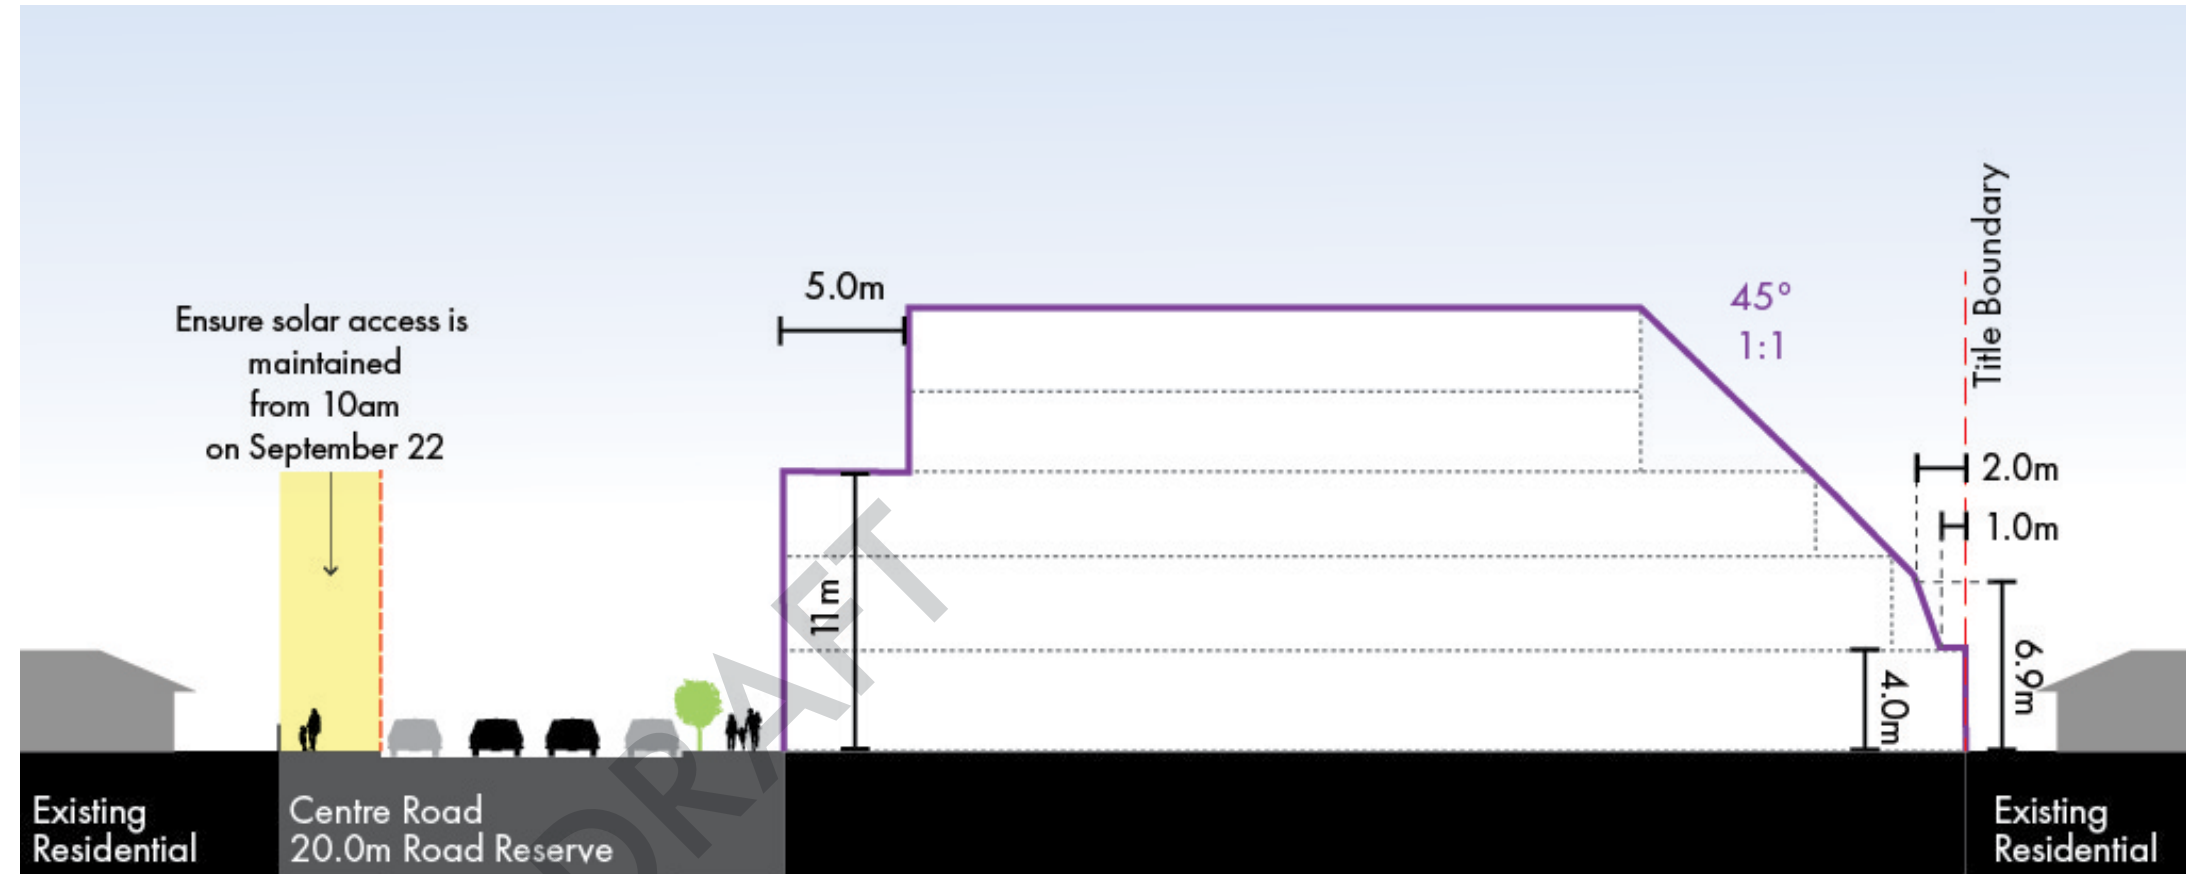 5.0m
45°
1:1
Title Boundary
Ensure solar access is
maintained
from 10am
on September 22
2.0m
1.0m
11m
4.0m
6.9m
DRAFT
Existing
Residential
Centre Road
20.0m Road Reserve
Existing
Residential